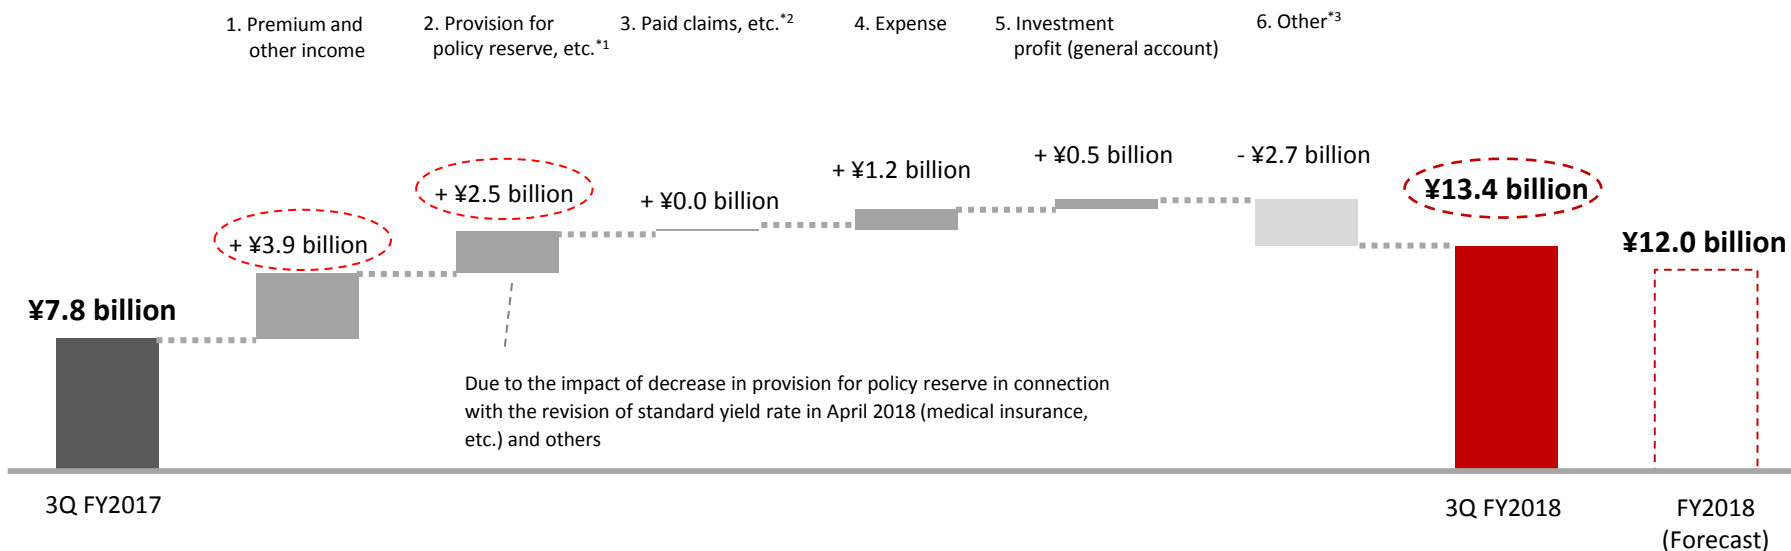 1. Premium and
other income
2. Provision for
policy reserve, etc.*1
3. Paid claims, etc.*2
4. Expense
5. Investment
profit (general account)
6. Other*3
¥7.8 billion
+ ¥3.9 billion
+ ¥2.5 billion
+ ¥0.0 billion
+ ¥1.2 billion
+ ¥0.5 billion
- ¥2.7 billion
¥13.4 billion
¥12.0 billion
Due to the impact of decrease in provision for policy reserve in connection
with the revision of standard yield rate in April 2018 (medical insurance,
etc.) and others
3Q FY2017
3Q FY2018
FY2018
(Forecast)